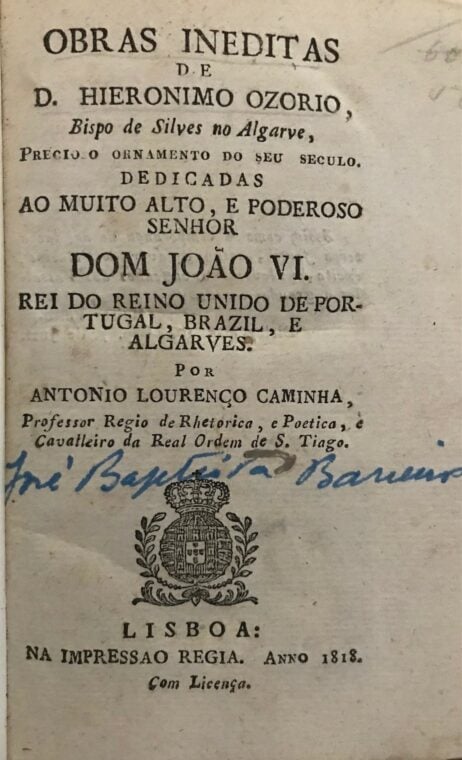 OBRAS INEDITAS
DE
D. HIERONIMO OZORIO,
Bispo de Silves no Algarve,
PRECIO O ORNAMENTO DO SEU SECULO.
DEDICADAS
AO MUITO ALTO, E PODEROSO
SENHOR
DOM JOÃO VI.
REI DO REINO UNIDO DE POR-
TUGAL, BRAZIL, E
ALGARVES.
POR
ANTONIO LOURENÇO CAMINHA,
Professor Regio de Rhetorica, e Poetica, e
Cavalleiro da Real Ordem de S. Tiago.
José Baptista Barreiros
LISBOA:
NA IMPRESSAO REGIA. ANNO 1818.
Com Licença.